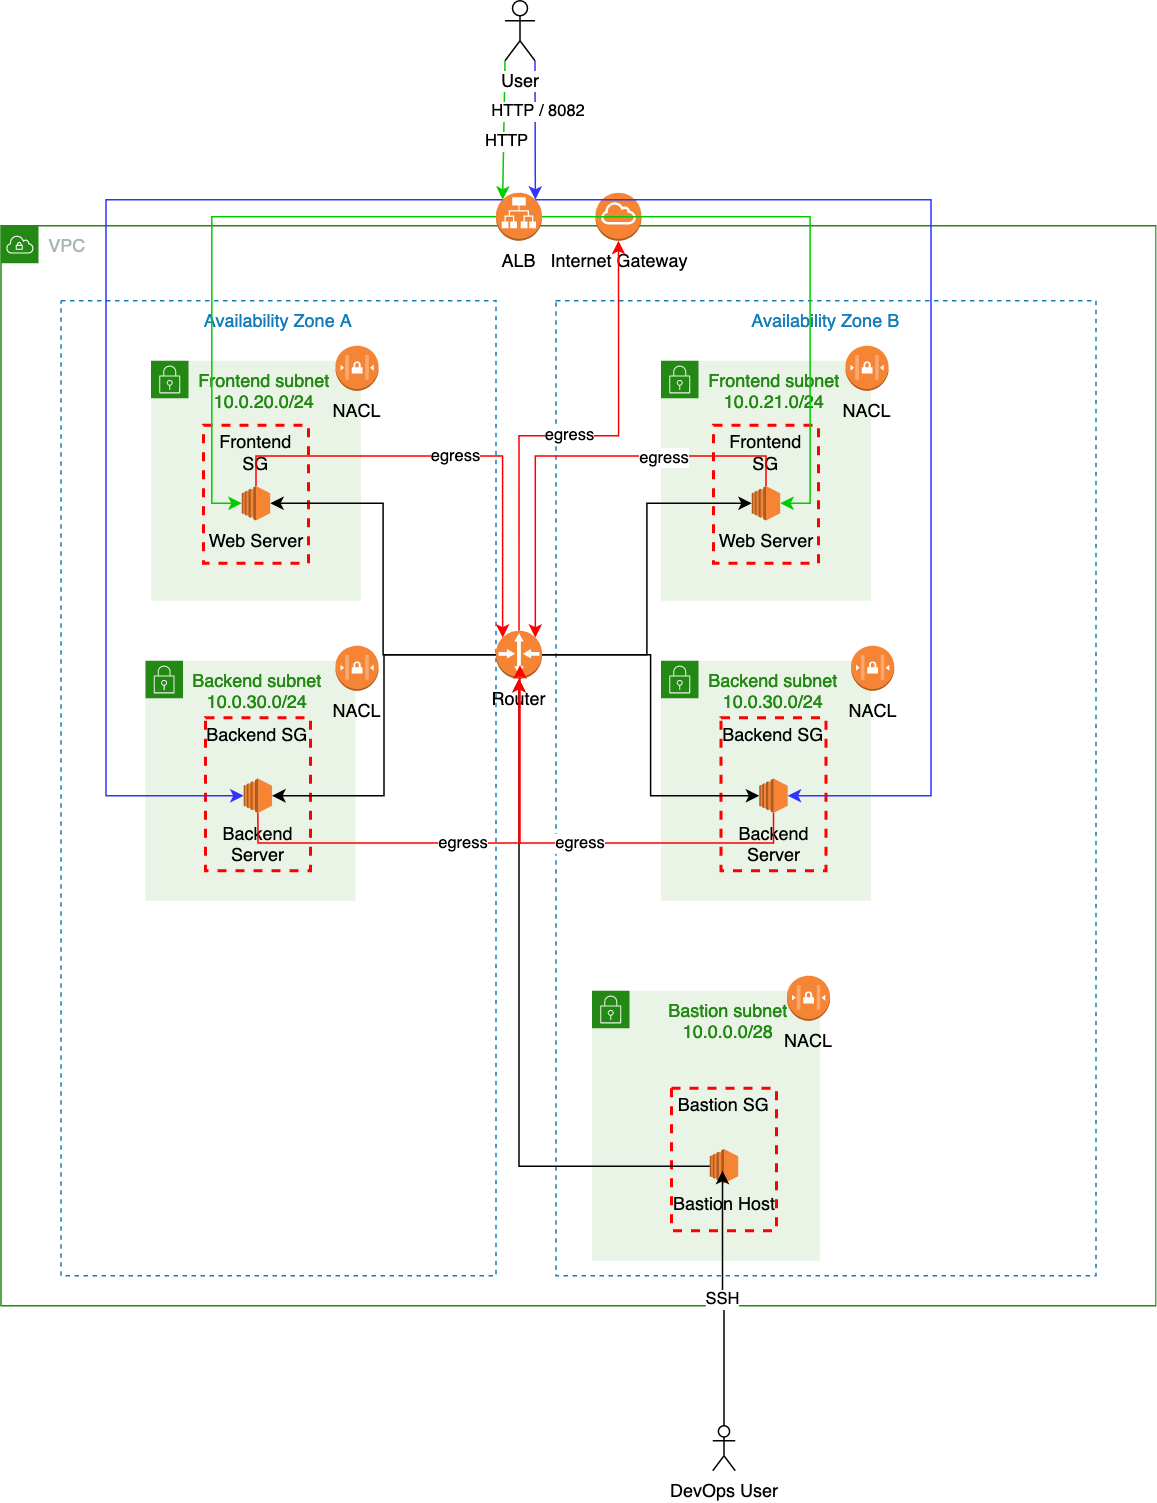 User
HTTP / 8082
HTTP
VPC
ALB
Internet Gateway
Availability Zone A
Availability Zone B
Frontend subnet
10.0.20.0/24
NACL
Frontend subnet
10.0.21.0/24
NACL
Frontend
SG
egress
egress
egress
Frontend
SG
Web Server
Web Server
Router
Backend subnet
10.0.30.0/24
NACL
Backend subnet
10.0.30.0/24
NACL
Backend SG
Backend SG
Backend
Server
egress
egress
Backend
Server
Bastion subnet
10.0.0.0/28
NACL
Bastion SG
Bastion Host
SSH
DevOps User